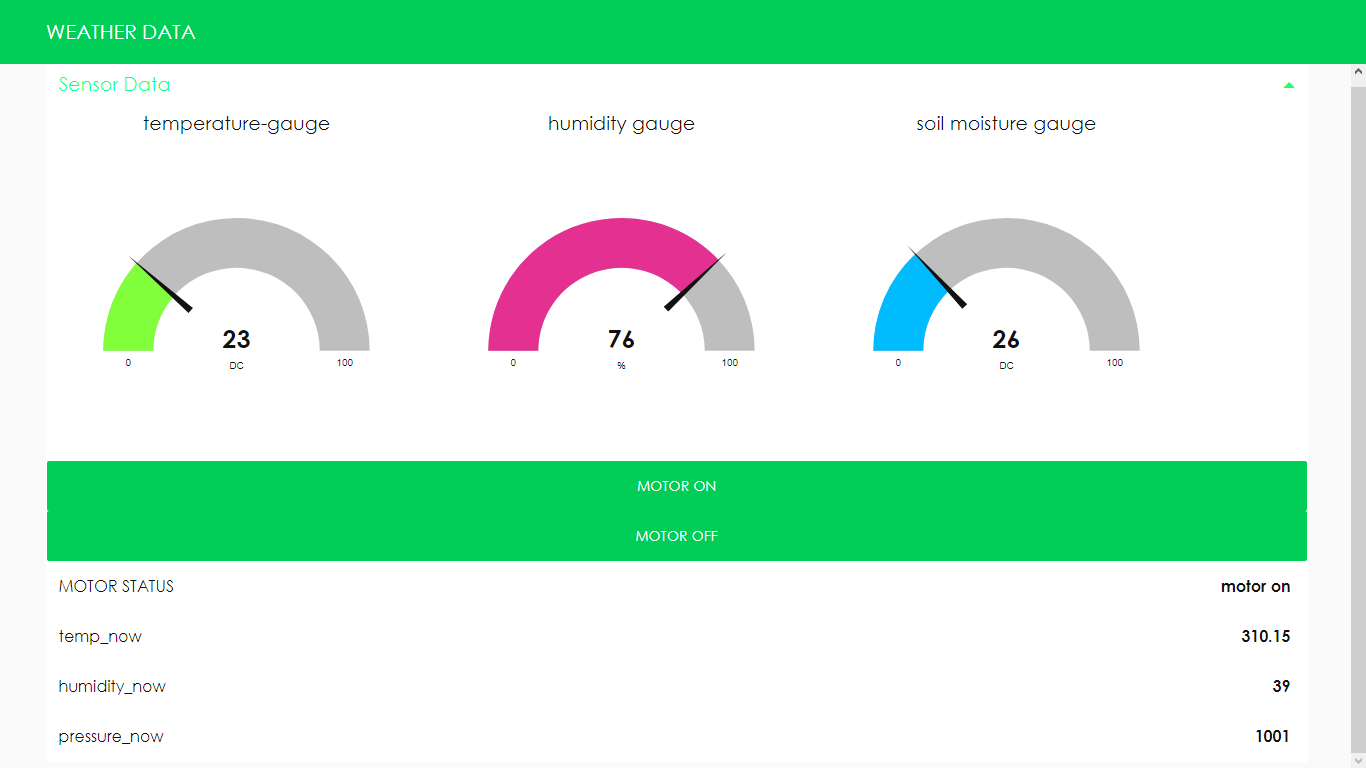 WEATHER DATA
Sensor Data
temperature-gauge
humidity gauge
soil moisture gauge
23
0
DC
100
76
0
%
100
26
0
DC
100
MOTOR ON
MOTOR OFF
MOTOR STATUS motor on
temp_now 310.15
humidity_now 39
pressure_now 1001